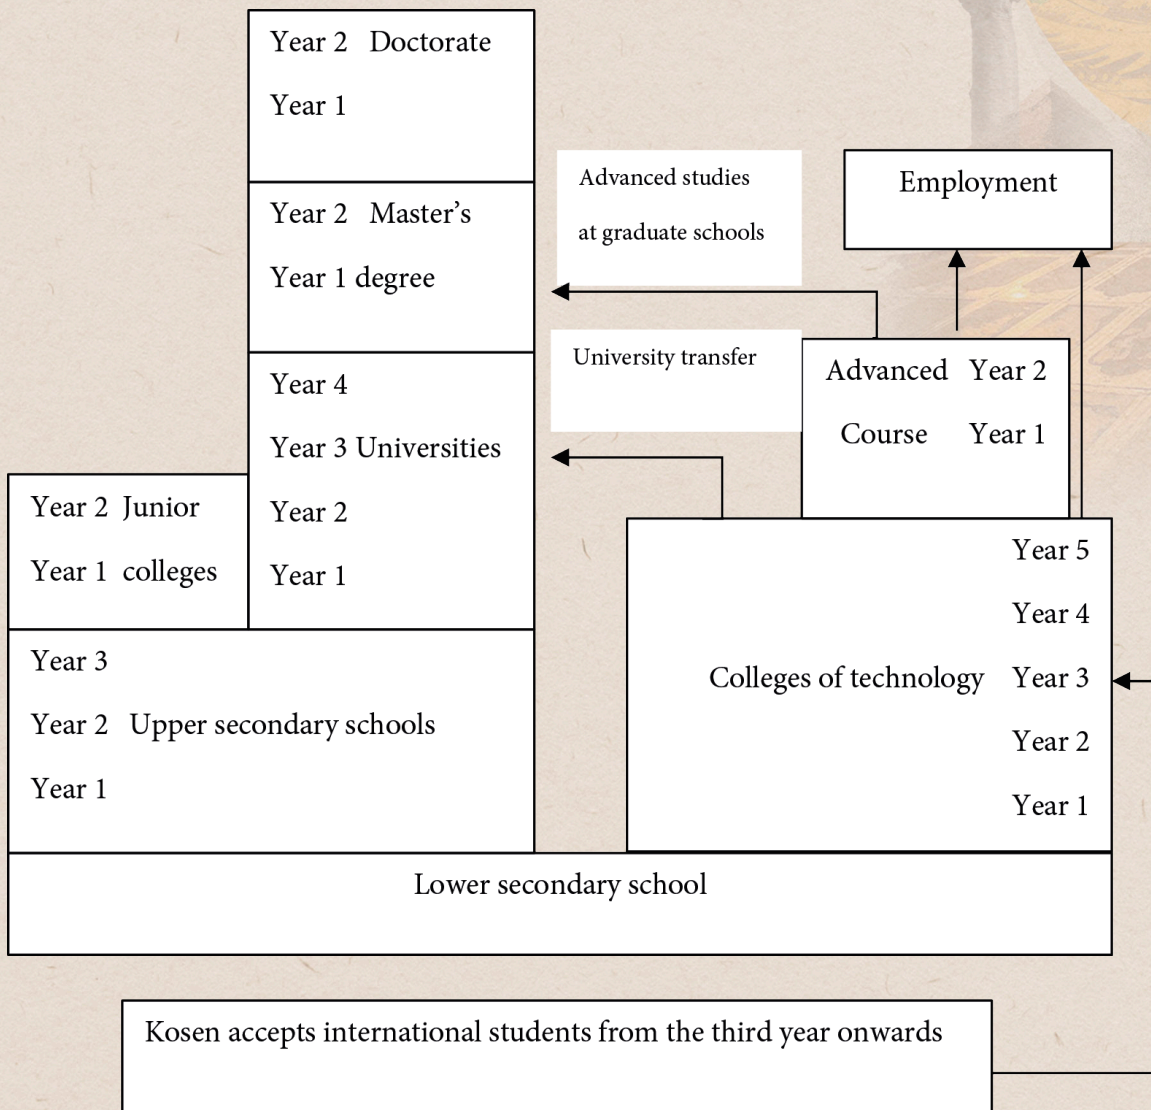 Year 2 Doctorate
Year 1
Year 2 Master’s
Year 1 degree
Advanced studies
at graduate schools
Employment
University transfer
Year 4
Year 3 Universities
Year 2
Year 1
Advanced Year 2
Course Year 1
Year 2 Junior
Year 1 colleges
Year 5
Year 4
Colleges of technology Year 3
Year 2
Year 1
Year 3
Year 2 Upper secondary schools
Year 1
Lower secondary school
Kosen accepts international students from the third year onwards